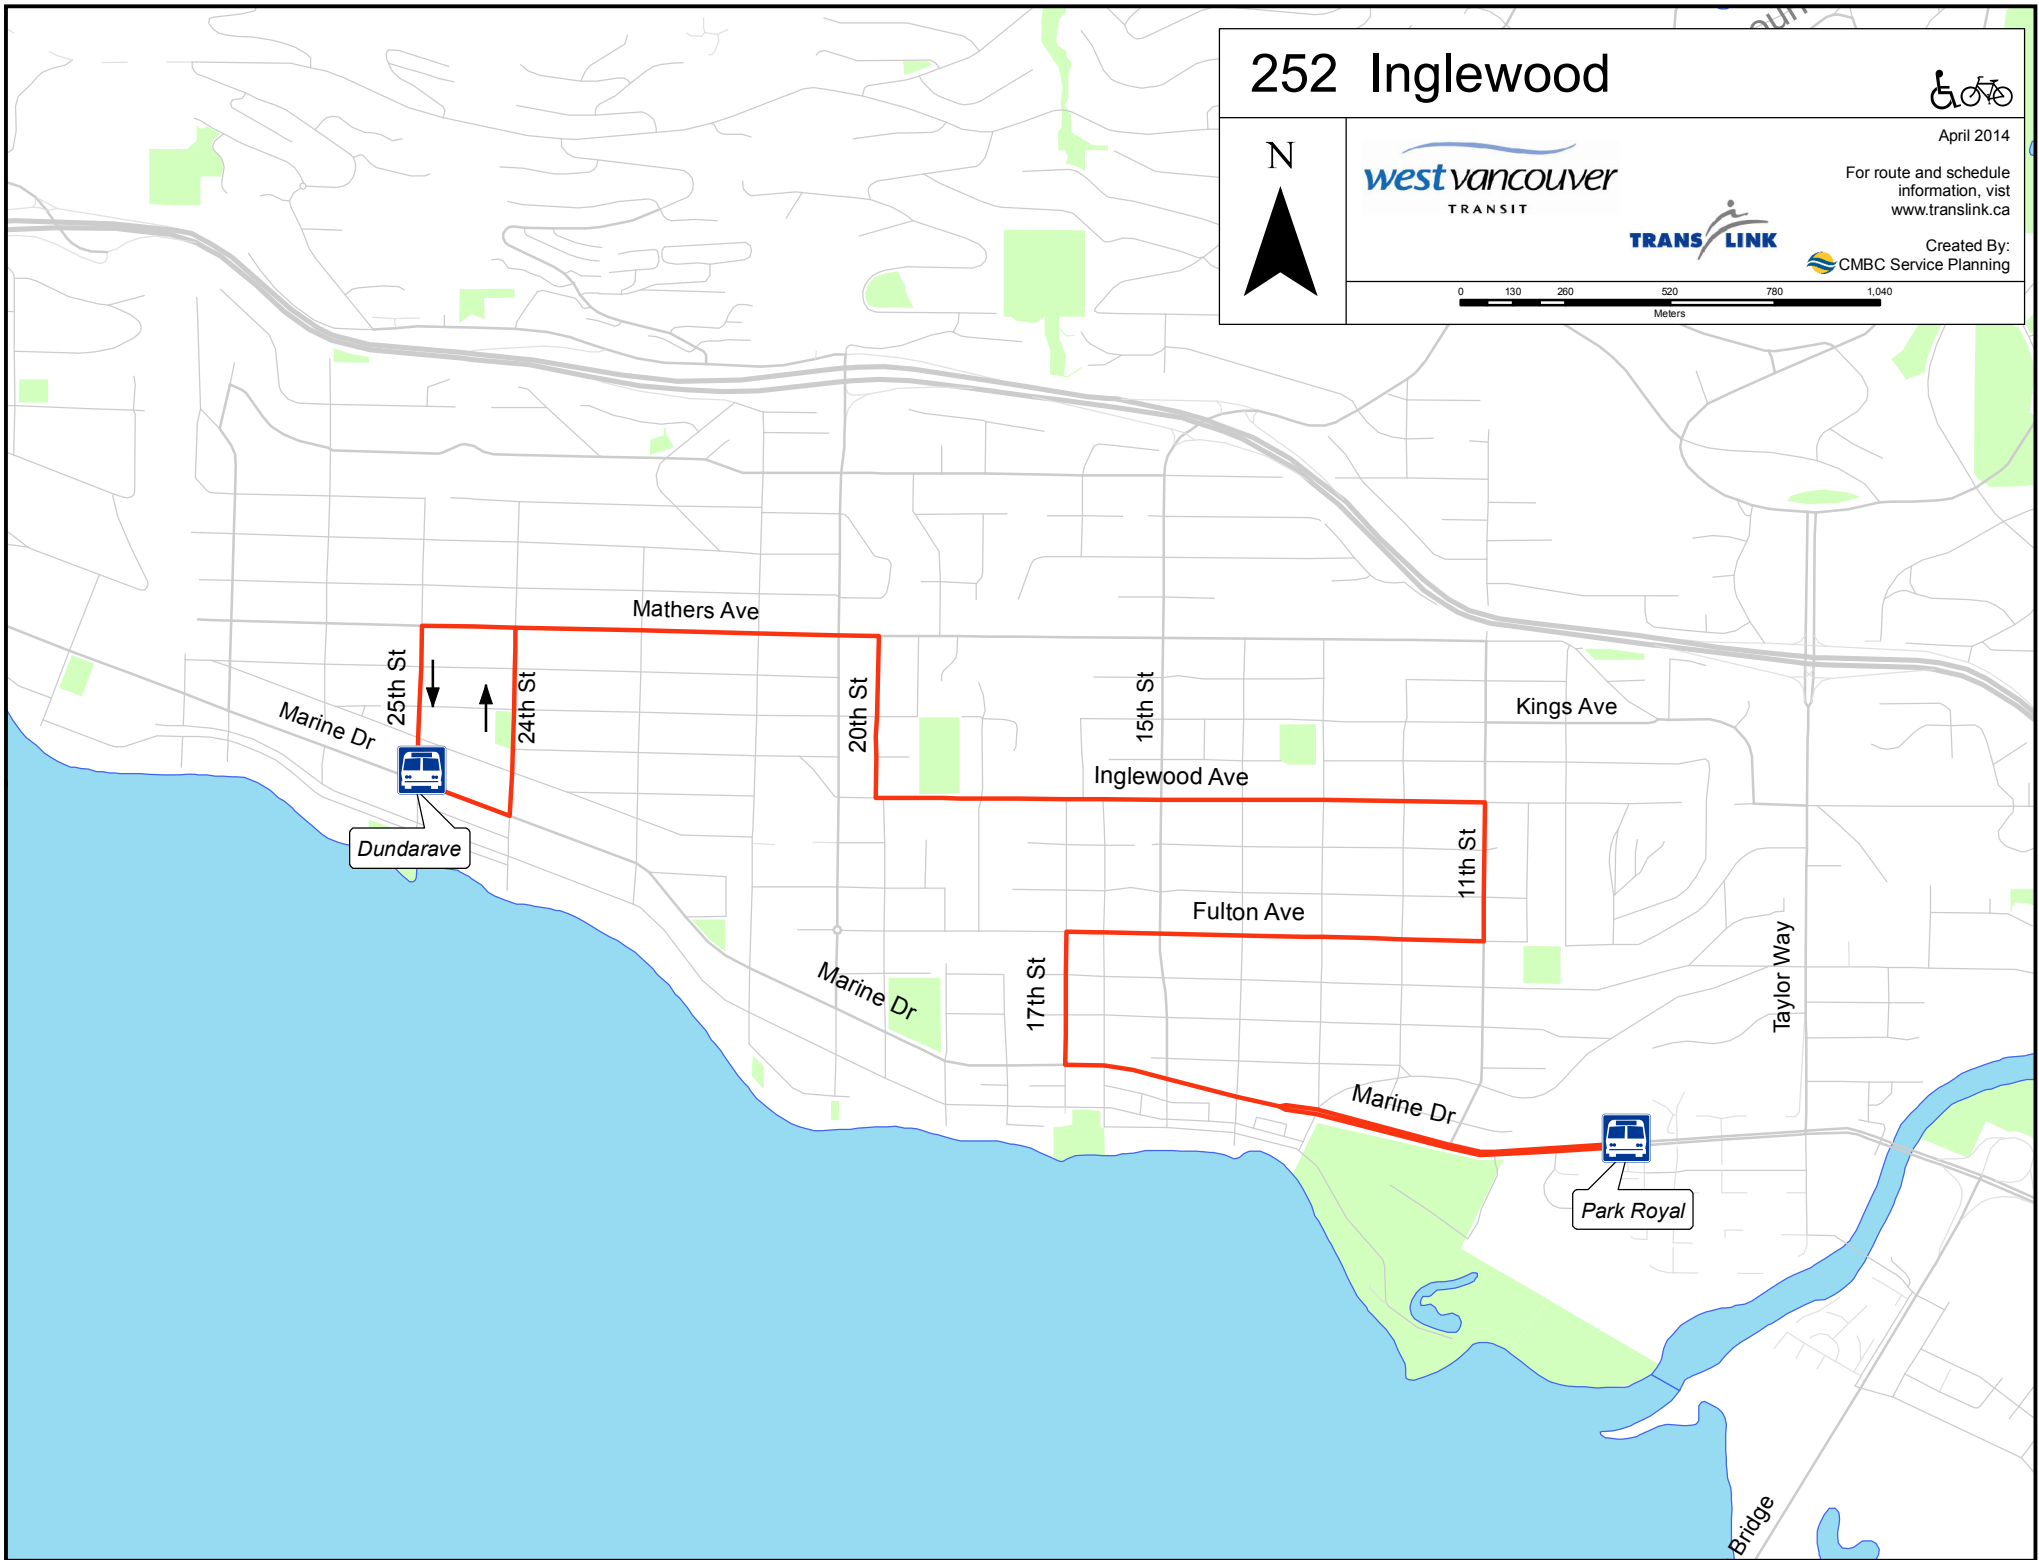 252 Inglewood
N
west vancouver
TRANSIT
TRANS LINK
April 2014
For route and schedule
information, vist
www.translink.ca
Created By:
CMBC Service Planning
0 130 260 520 780 1,040
Meters
Mathers Ave
25th St
24th St
20th St
15th St
Kings Ave
Marine Dr
Inglewood Ave
Dundarave
11th St
Fulton Ave
Marine Dr
17th St
Taylor Way
Marine Dr
Park Royal
Bridge